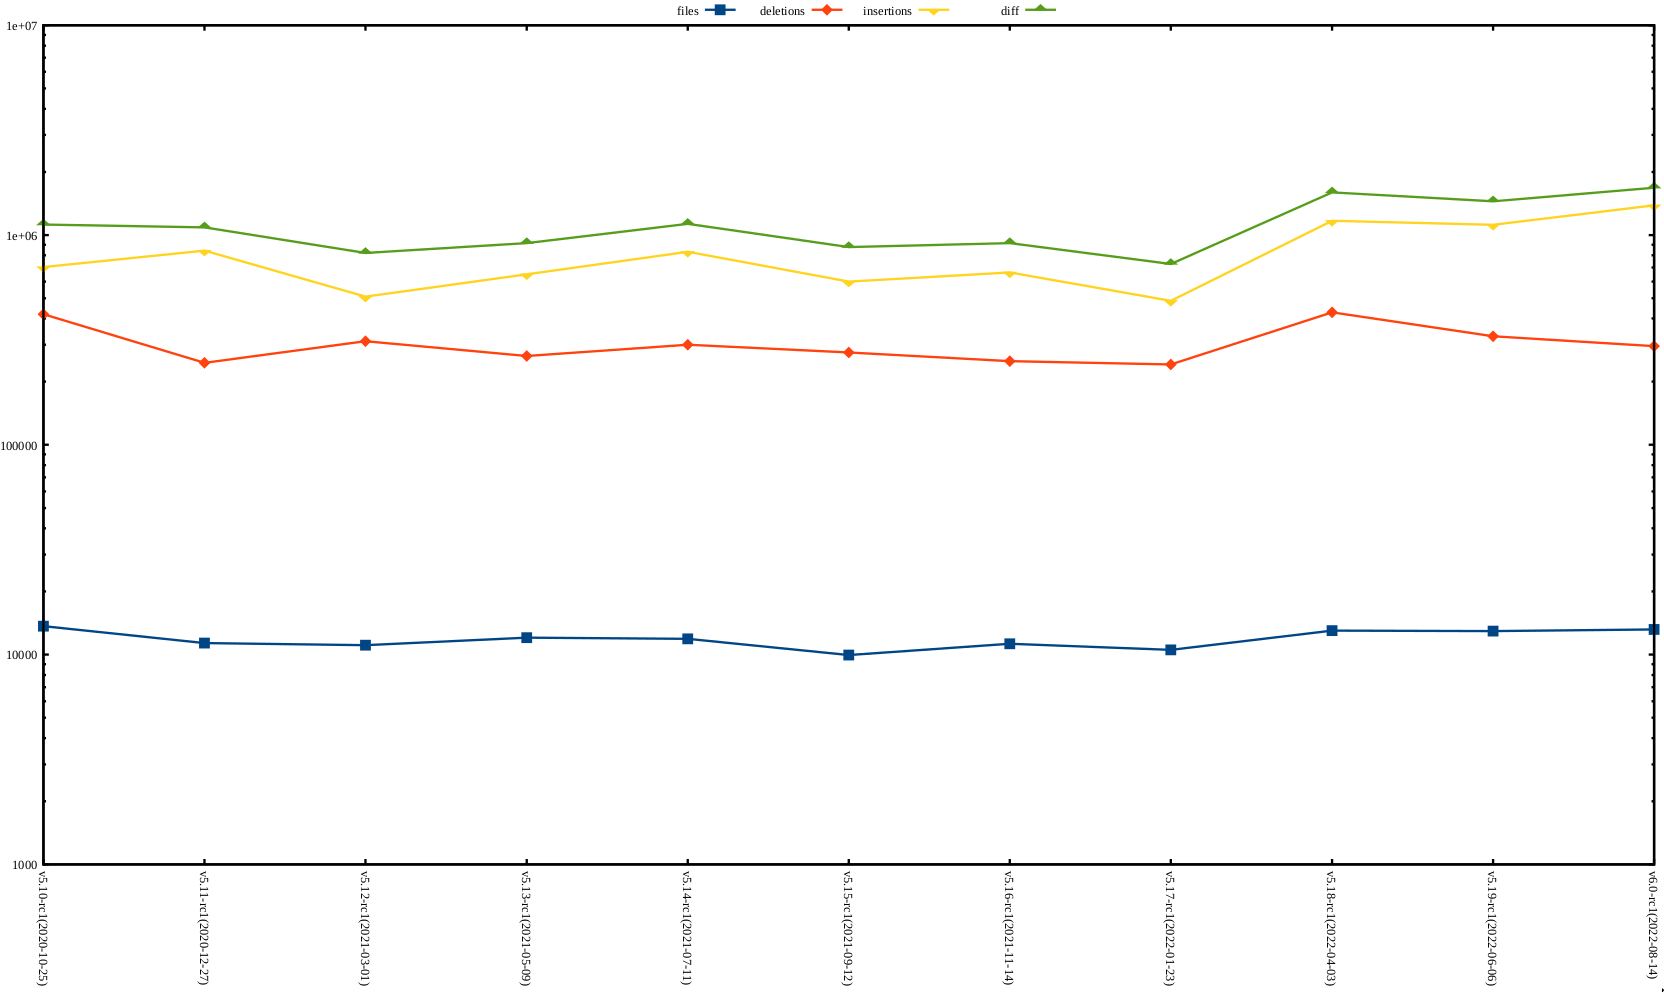 files deletions insertions diff
1e+07
1e+06
100000
10000
1000
v5.10-rc1(2020-10-25)
v5.11-rc1(2020-12-27)
v5.12-rc1(2021-03-01)
v5.13-rc1(2021-05-09)
v5.14-rc1(2021-07-11)
v5.15-rc1(2021-09-12)
v5.16-rc1(2021-11-14)
v5.17-rc1(2022-01-23)
v5.18-rc1(2022-04-03)
v5.19-rc1(2022-06-06)
v6.0-rc1(2022-08-14)